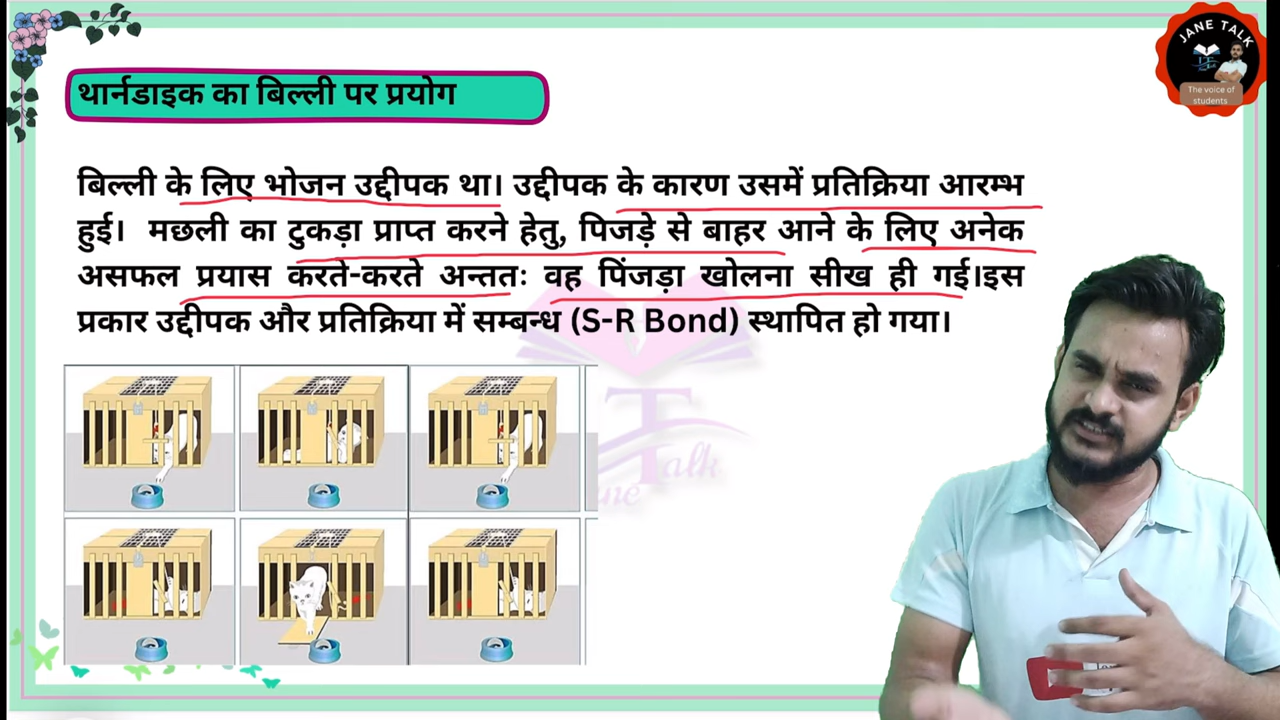 JANE TALK
The voice of
students
थार्नडाइक का बिल्ली पर प्रयोग
बिल्ली के लिए भोजन उद्दीपक था। उद्दीपक के कारण उसमें प्रतिक्रिया आरम्भ
हुई। मछली का टुकड़ा प्राप्त करने हेतु, पिजड़े से बाहर आने के लिए अनेक
असफल प्रयास करते-करते अन्ततः वह पिंजड़ा खोलना सीख ही गई।इस
प्रकार उद्दीपक और प्रतिक्रिया में सम्बन्ध (S-R Bond) स्थापित हो गया।
T
Talk